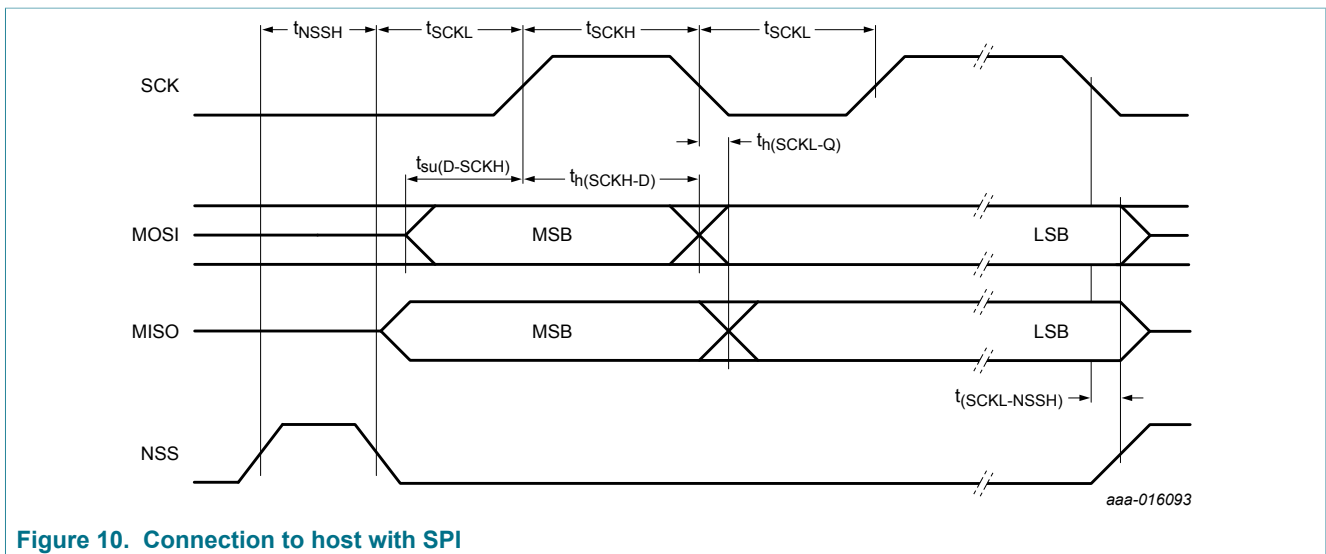 tNSSH tSCKL tSCKH tSCKL
SCK
th(SCKL-Q)
tsu(D-SCKH) th(SCKH-D)
MOSI MSB LSB
MISO MSB LSB
t(SCKL-NSSH)
NSS
aaa-016093
Figure 10. Connection to host with SPI